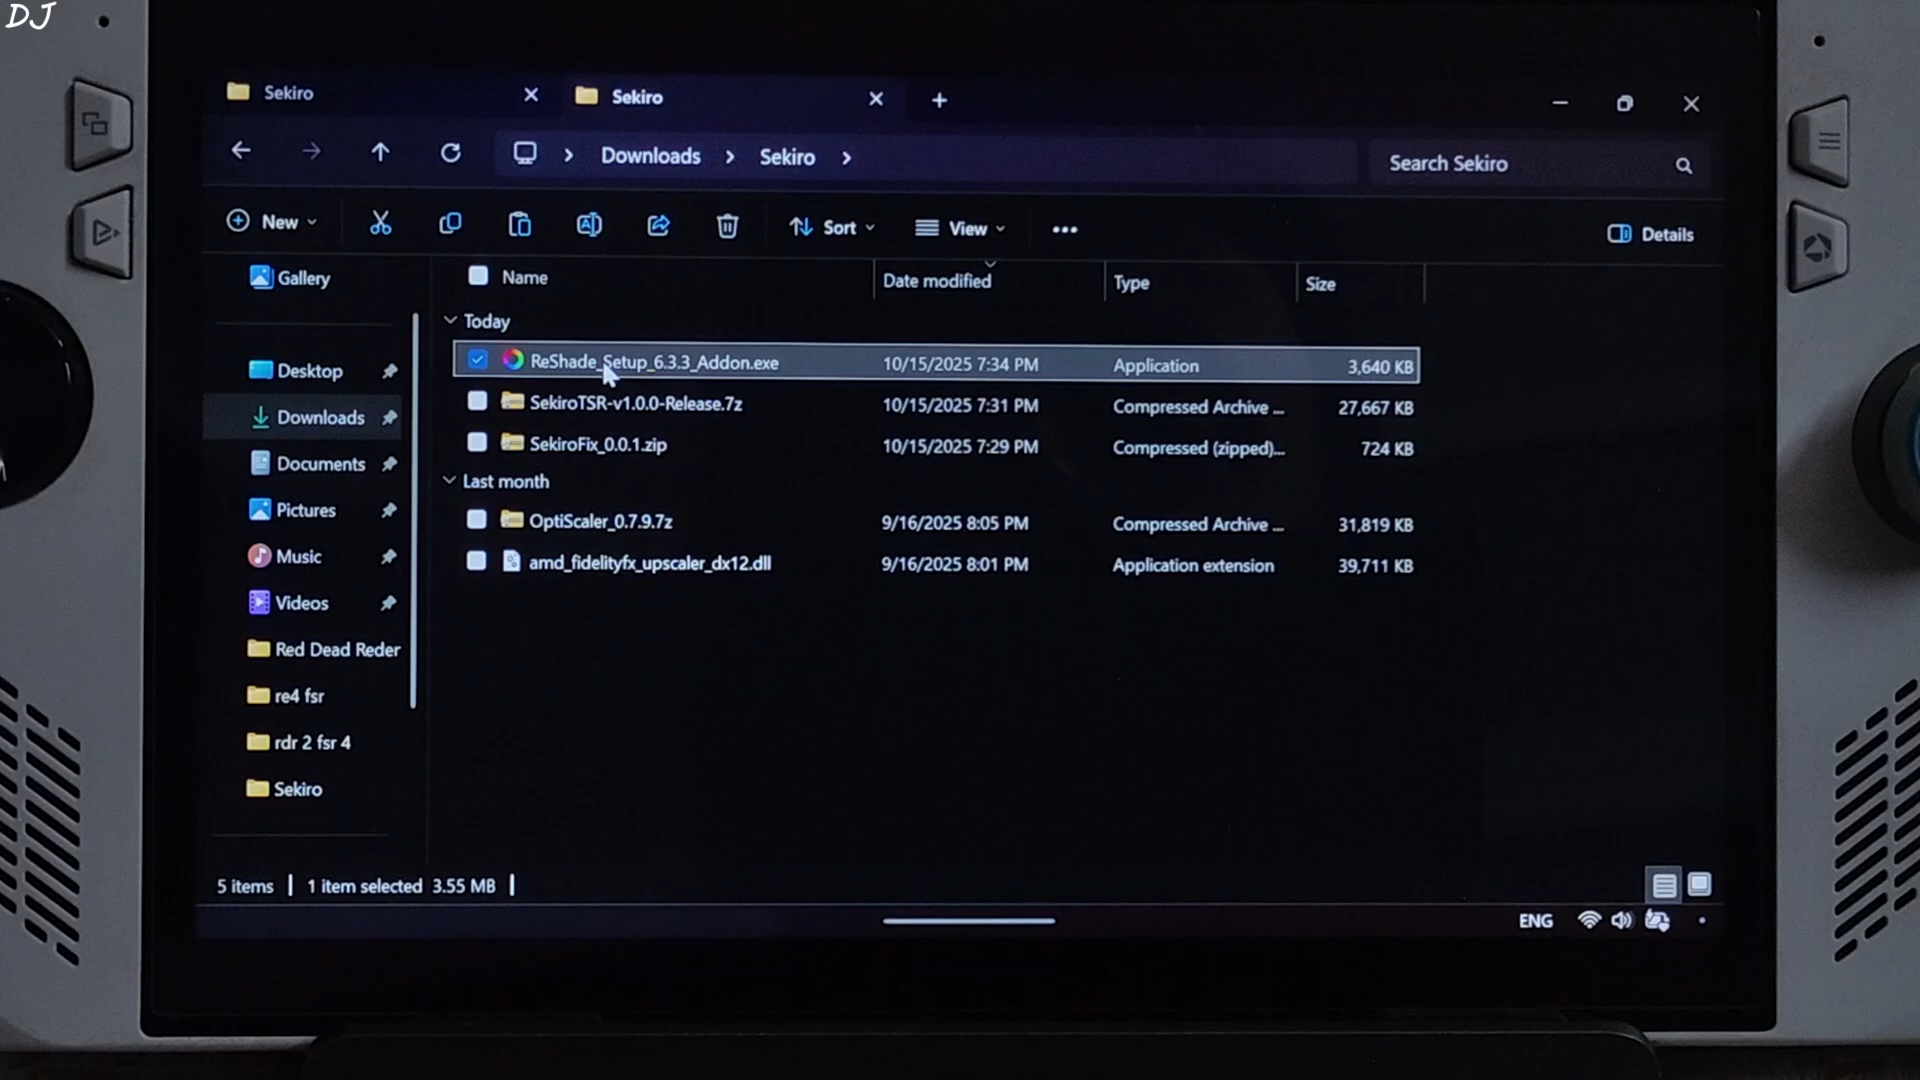 DJ
Sekiro
Sekiro
Downloads
Sekiro
Search Sekiro
New
Sort
View
Details
Name
Date modified
Type
Size
Gallery
Desktop
Downloads
Documents
Pictures
Music
Videos
Red Dead Reder
re4 fsr
rdr 2 fsr 4
Sekiro
Today
ReShade_Setup_6.3.3_Addon.exe 10/15/2025 7:34 PM Application 3,640 KB
SekiroTSR-v1.0.0-Release.7z 10/15/2025 7:31 PM Compressed Archive ... 27,667 KB
SekiroFix_0.0.1.zip 10/15/2025 7:29 PM Compressed (zipped)... 724 KB
Last month
OptiScaler_0.7.9.7z 9/16/2025 8:05 PM Compressed Archive ... 31,819 KB
amd_fidelityfx_upscaler_dx12.dll 9/16/2025 8:01 PM Application extension 39,711 KB
5 items 1 item selected 3.55 MB
ENG